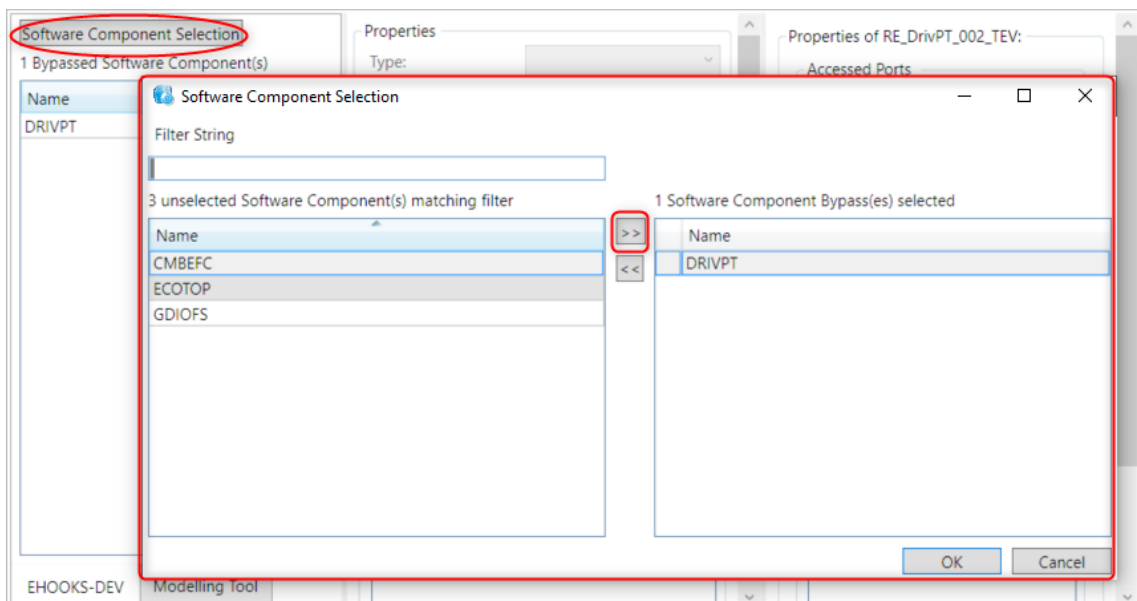 Software Component Selection
1 Bypassed Software Component(s)
Name
DRIVPT
EHOOKS-DEV
Modelling Tool
Properties
Type:
Properties of RE_DrivPT_002_TEV:
Accessed Ports
Software Component Selection
Filter String
3 unselected Software Component(s) matching filter
Name
CMBEFC
ECOTOP
GDIOFS
>>
<<
1 Software Component Bypass(es) selected
Name
DRIVPT
OK
Cancel